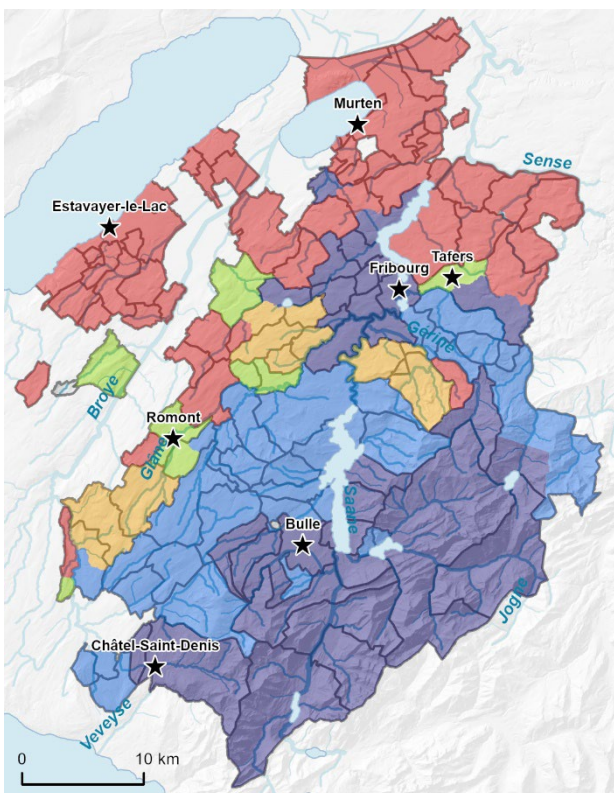 Murten
Sense
Estavayer-le-Lac
Tafers
Fribourg
Gérine
Broye
Romont
Glâne
Saane
Bulle
Jogne
Châtel-Saint-Denis
Veveyse
0 10 km